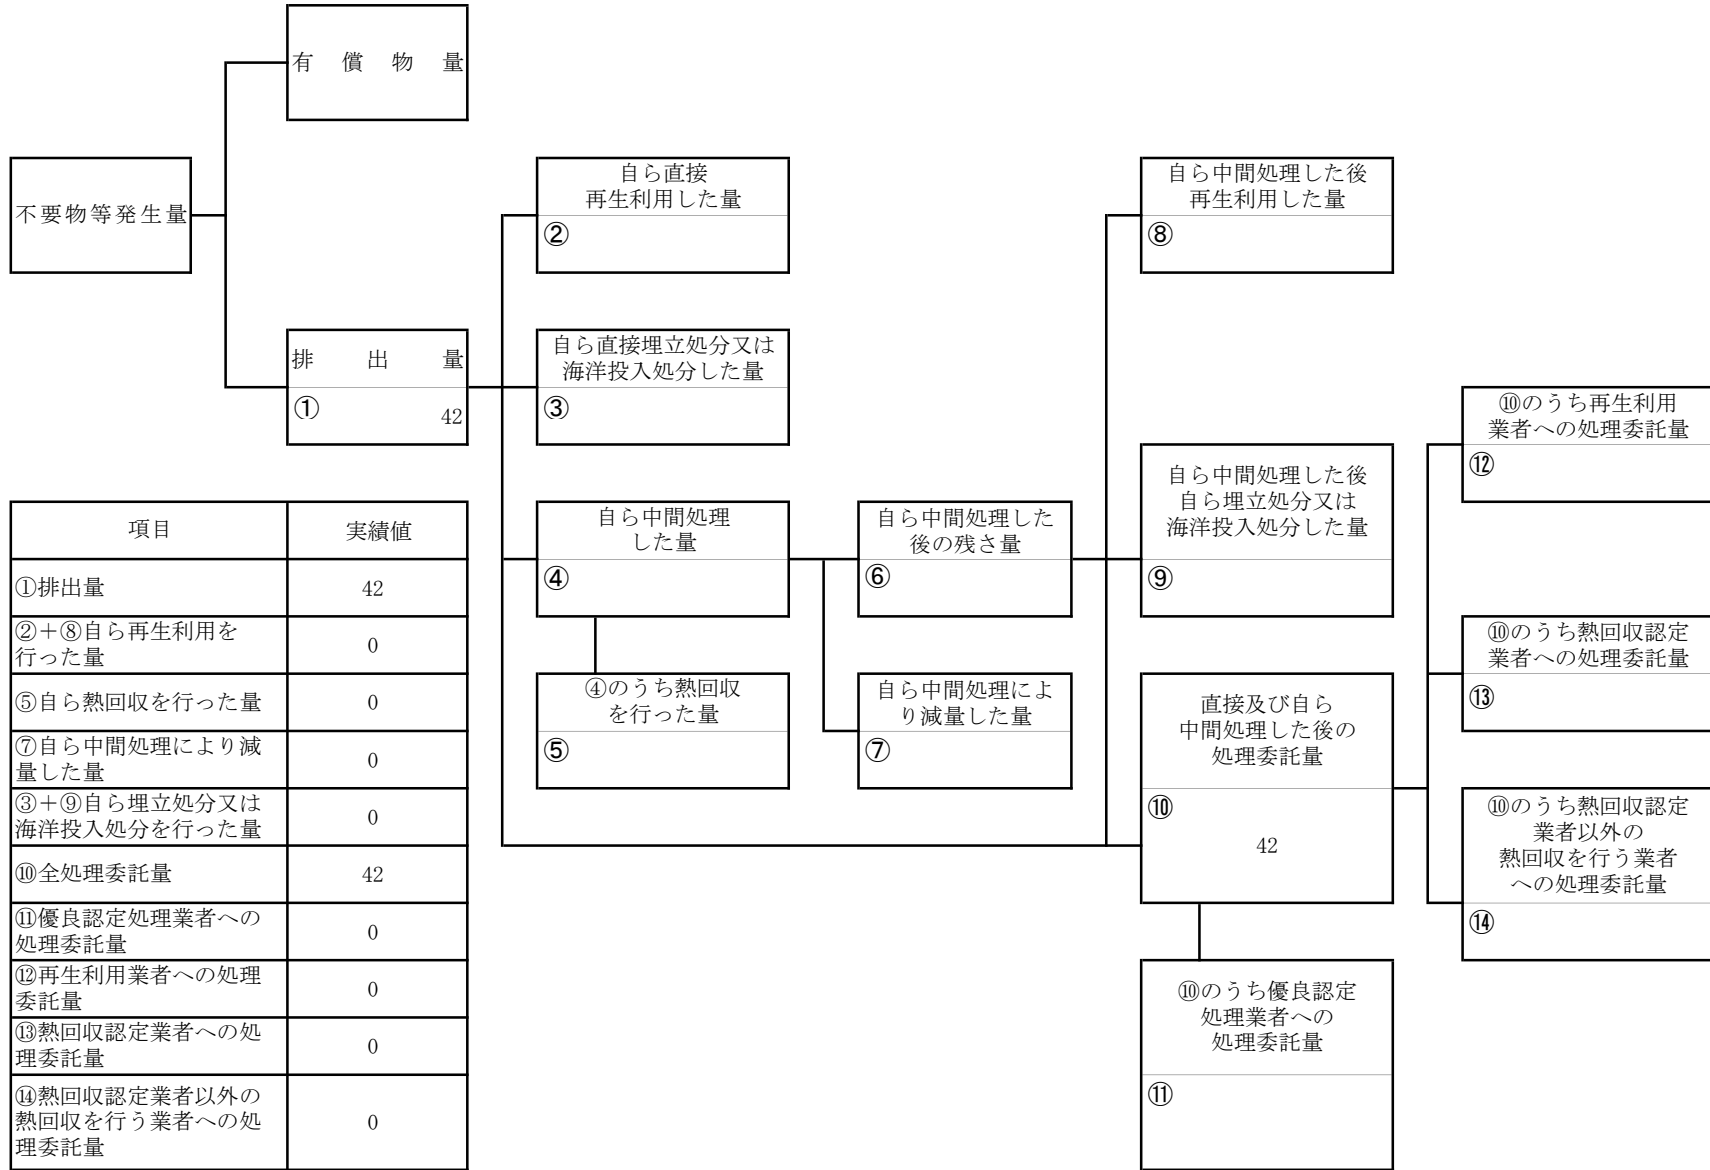 有償物量
不要物等発生量
自ら直接
再生利用した量
②
自ら中間処理した後
再生利用した量
⑧
排出量
①
42
自ら直接埋立処分又は
海洋投入処分した量
③
⑩のうち再生利用
業者への処理委託量
⑫
自ら中間処理
した量
④
自ら中間処理した
後の残さ量
⑥
自ら中間処理した後
自ら埋立処分又は
海洋投入処分した量
⑨
⑩のうち熱回収認定
業者への処理委託量
⑬
④のうち熱回収
を行った量
⑤
自ら中間処理によ
り減量した量
⑦
直接及び自ら
中間処理した後の
処理委託量
⑩
42
⑩のうち熱回収認定
業者以外の
熱回収を行う業者
への処理委託量
⑭
⑩のうち優良認定
処理業者への
処理委託量
⑪
項目
実績値
①排出量
42
②+⑧自ら再生利用を
行った量
0
⑤自ら熱回収を行った量
0
⑦自ら中間処理により減
量した量
0
③+⑨自ら埋立処分又は
海洋投入処分を行った量
0
⑩全処理委託量
42
⑪優良認定処理業者への
処理委託量
0
⑫再生利用業者への処理
委託量
0
⑬熱回収認定業者への処
理委託量
0
⑭熱回収認定業者以外の
熱回収を行う業者への処
理委託量
0